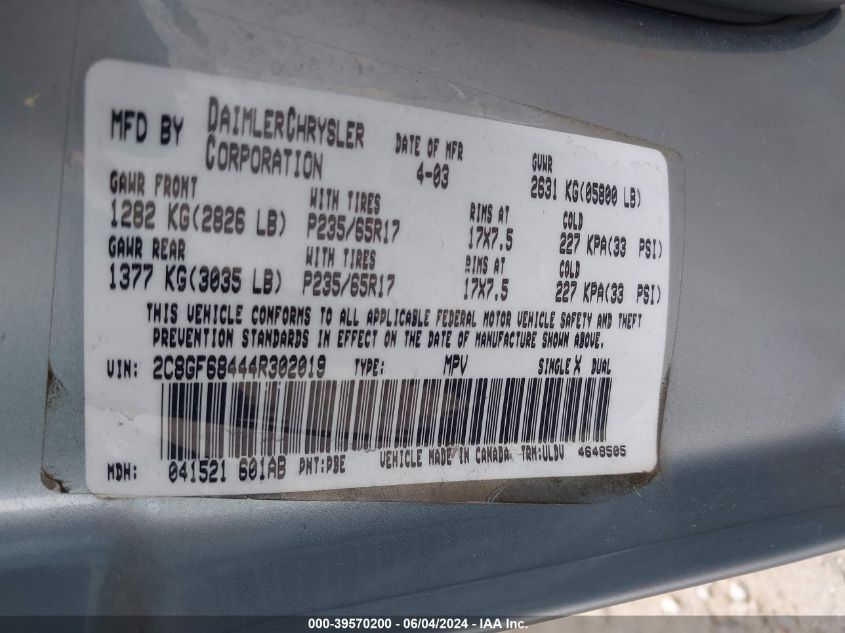 MFD BY DAIMLERCHRYSLER CORPORATION DATE OF MFR 4-03 GVWR 2631 KG(05800 LB)
GAWR FRONT WITH TIRES RIMS AT COLD
1282 KG(2826 LB) P235/65R17 17X7.5 227 KPA(33 PSI)
GAWR REAR WITH TIRES RIMS AT COLD
1377 KG(3035 LB) P235/65R17 17X7.5 227 KPA(33 PSI)
THIS VEHICLE CONFORMS TO ALL APPLICABLE FEDERAL MOTOR VEHICLE SAFETY AND THEFT
PREVENTION STANDARDS IN EFFECT ON THE DATE OF MANUFACTURE SHOWN ABOVE.
VIN: 2C8GF68444R302019 TYPE: MPV SINGLE X DUAL
MDH: 041521 601AB PNT:PBE VEHICLE MADE IN CANADA TRM:ULDV 4648505
000-39570200 - 06/04/2024 - IAAI.com